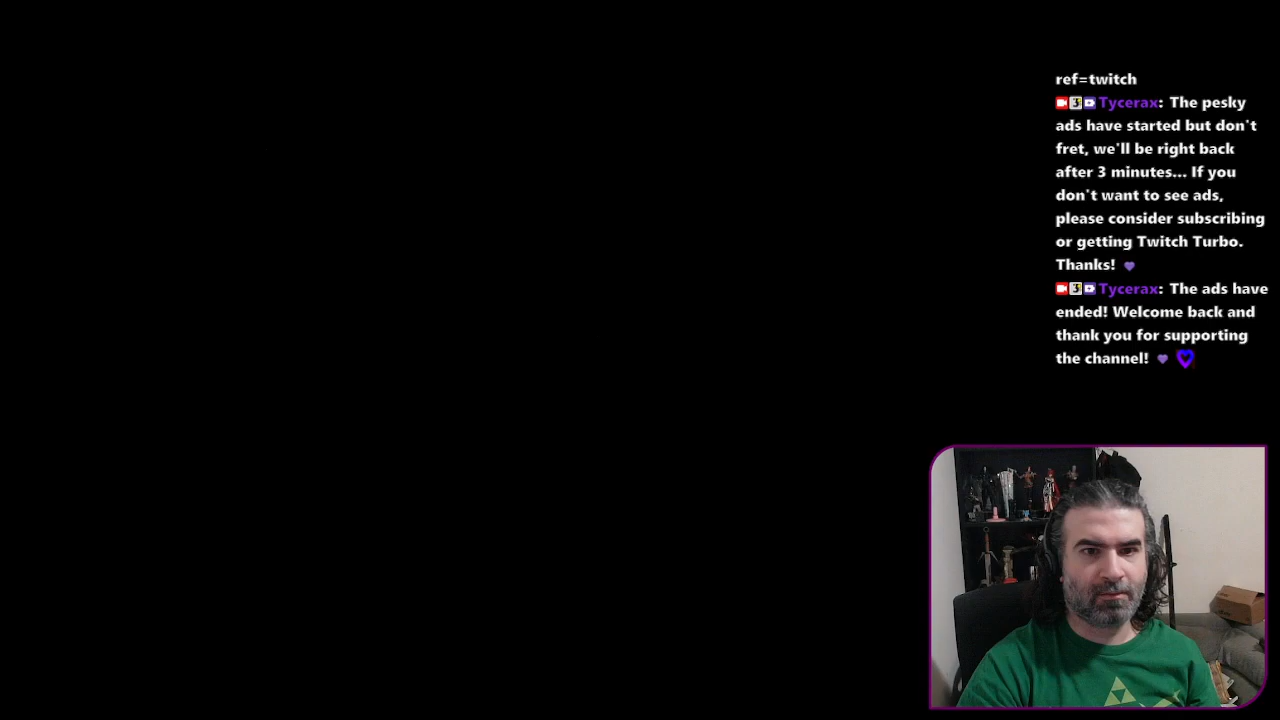 ref=twitch
Tycerax: The pesky
ads have started but don't
fret, we'll be right back
after 3 minutes... If you
don't want to see ads,
please consider subscribing
or getting Twitch Turbo.
Thanks!
Tycerax: The ads have
ended! Welcome back and
thank you for supporting
the channel!